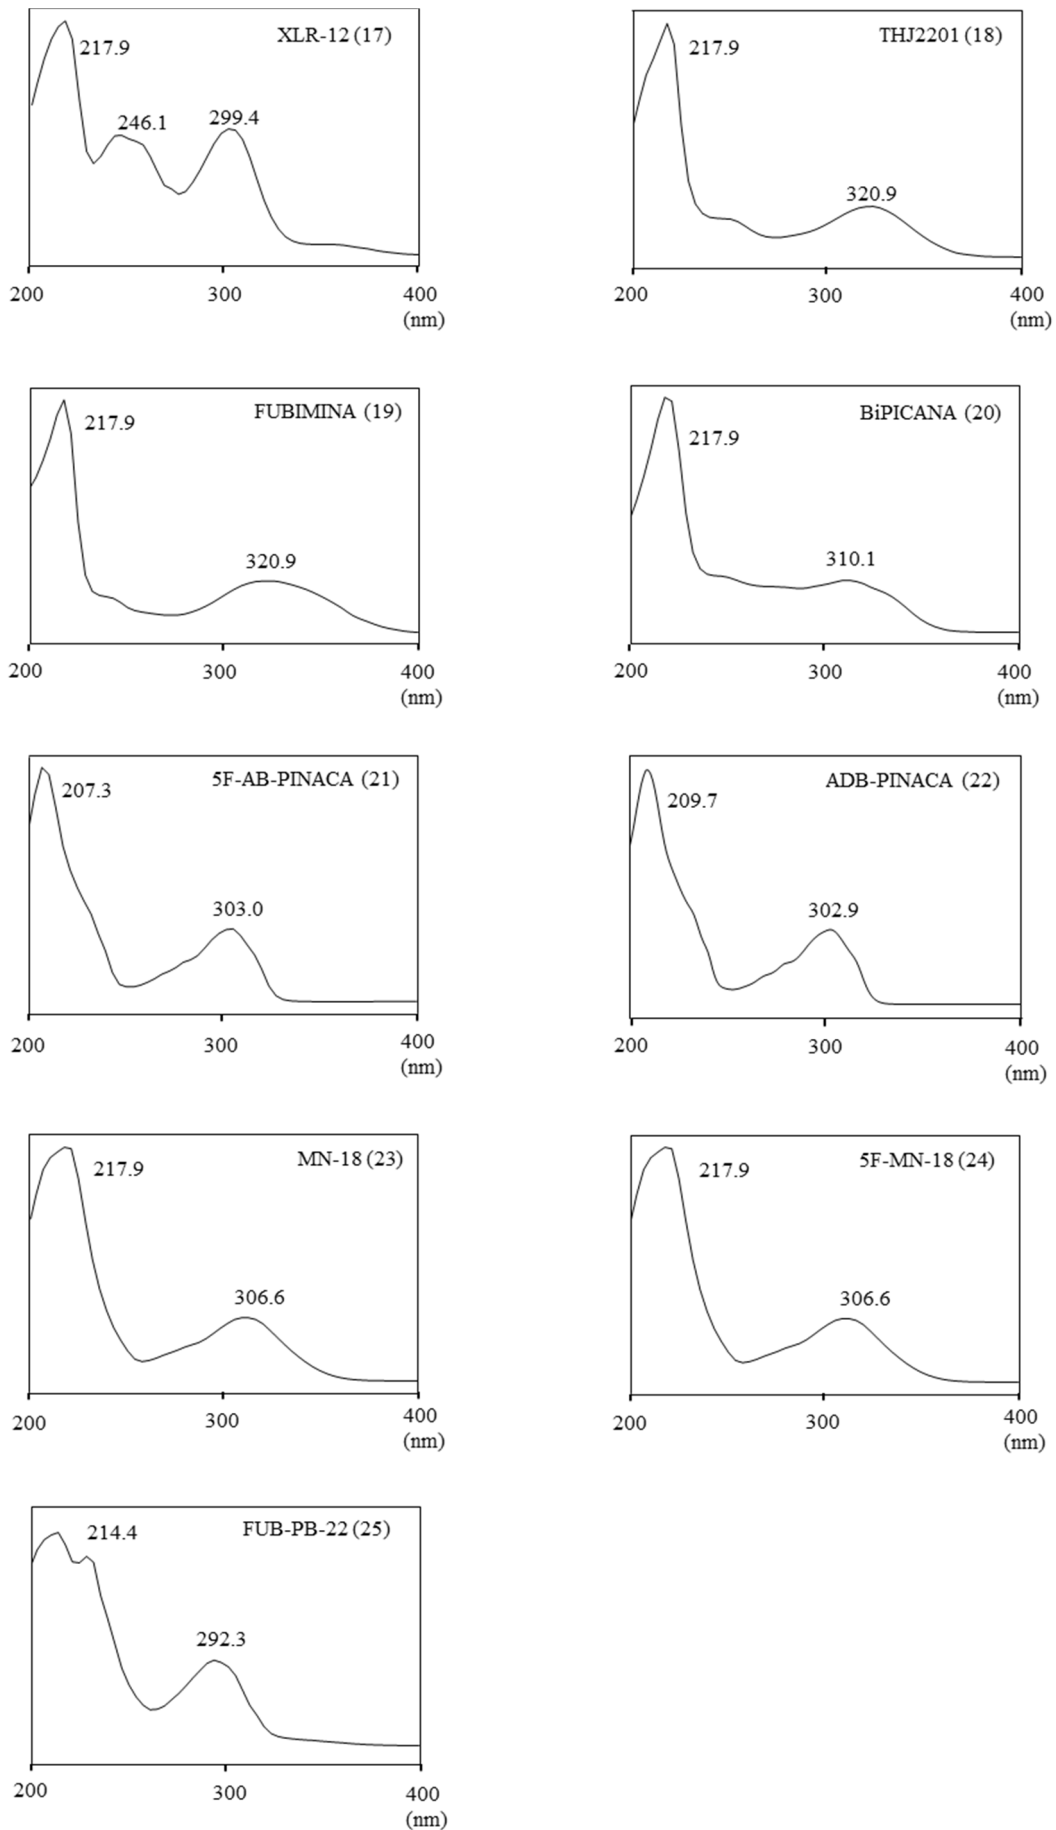 XLR-12 (17)
217.9
246.1
299.4
200
300
400
(nm)
THJ2201 (18)
217.9
320.9
200
300
400
(nm)
FUBIMINA (19)
217.9
320.9
200
300
400
(nm)
BiPICANA (20)
217.9
310.1
200
300
400
(nm)
5F-AB-PINACA (21)
207.3
303.0
200
300
400
(nm)
ADB-PINACA (22)
209.7
302.9
200
300
400
(nm)
MN-18 (23)
217.9
306.6
200
300
400
(nm)
5F-MN-18 (24)
217.9
306.6
200
300
400
(nm)
FUB-PB-22 (25)
214.4
292.3
200
300
400
(nm)